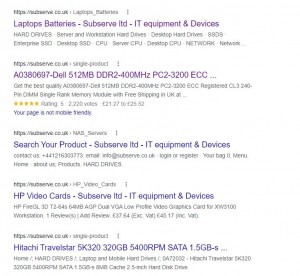 https://subserve.co.uk › Laptops_Batteries
Laptops Batteries - Subserve ltd - IT equipment & Devices
HARD DRIVES · Server and Workstation Hard Drives · Desktop Hard Drives · SSDS ·
Enterprise SSD · Desktop SSD · CPU · Server CPU · Desktop CPU · NETWORK · Network ...
https://subserve.co.uk › single-product
A0380697-Dell 512MB DDR2-400MHz PC2-3200 ECC ...
Get the best quality A0380697-Dell 512MB DDR2-400MHz PC2-3200 ECC Registered CL3 240-
Pin DIMM Single Rank Memory Module with Free Shipping in UK at ...
★★★★★ Rating: 5 · 2,220 votes · £21.27 to £25.52
Your page is not mobile friendly.
https://subserve.co.uk › NAS_Servers
Search Your Product - Subserve ltd - IT equipment & Devices
contact us: +441216303773. email: info@subserve.co.uk · login or register · Your bag 0. Menu.
Home · about us; Products. HARD DRIVES.
https://subserve.co.uk › HP_Video_Cards
HP Video Cards - Subserve ltd - IT equipment & Devices
HP FireGL 3D T2-64s 64MB AGP Dual VGA Low Profile Video Graphics Card for XW3100
Workstation. 1 Review(s) | Add Review. £37.64 (Exc. Vat) £45.17 (Inc. Vat).
https://subserve.co.uk › single-product
Hitachi Travelstar 5K320 320GB 5400RPM SATA 1.5GB-s ...
Home /; HARD DRIVES /; Laptop and Mobile Hard Drives /; 0A72032 - Hitachi Travelstar 5K320
320GB 5400RPM SATA 1.5GB-s 8MB Cache 2.5-inch Hard Disk Drive